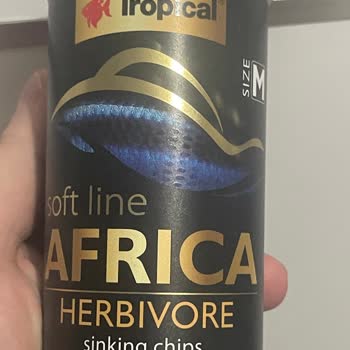 Tropical®
SIZE M
soft line
AFRICA
HERBIVORE
sinking chips